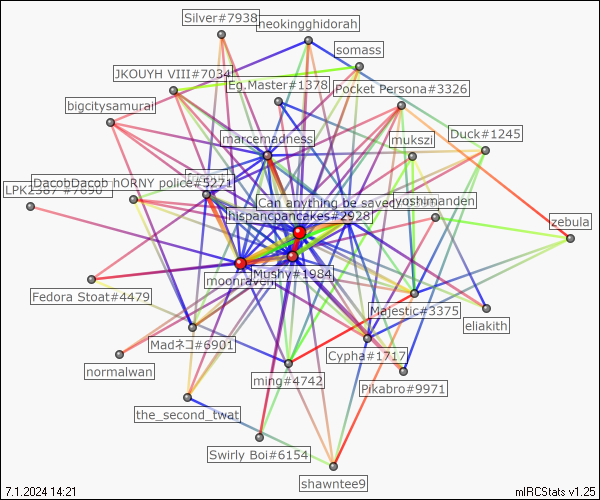 Silver#7938
neokingghidorah
somass
JKOUYH VIII#7034
Eg.Master#1378
Pocket Persona#3326
bigcitysamurai
marcemadness
mukszi
Duck#1245
DacobDacob hORNY police#5271
Can anything be saved
yoshimanden
hispanicpancakes#2928
zebula
moonraven
Mushy#1984
Fedora Stoat#4479
Majestic#3375
eliakith
Madネコ#6901
Cypha#1717
normalwan
ming#4742
Pikabro#9971
the_second_twat
Swirly Boi#6154
shawntee9
7.1.2024 14:21
mIRCStats v1.25